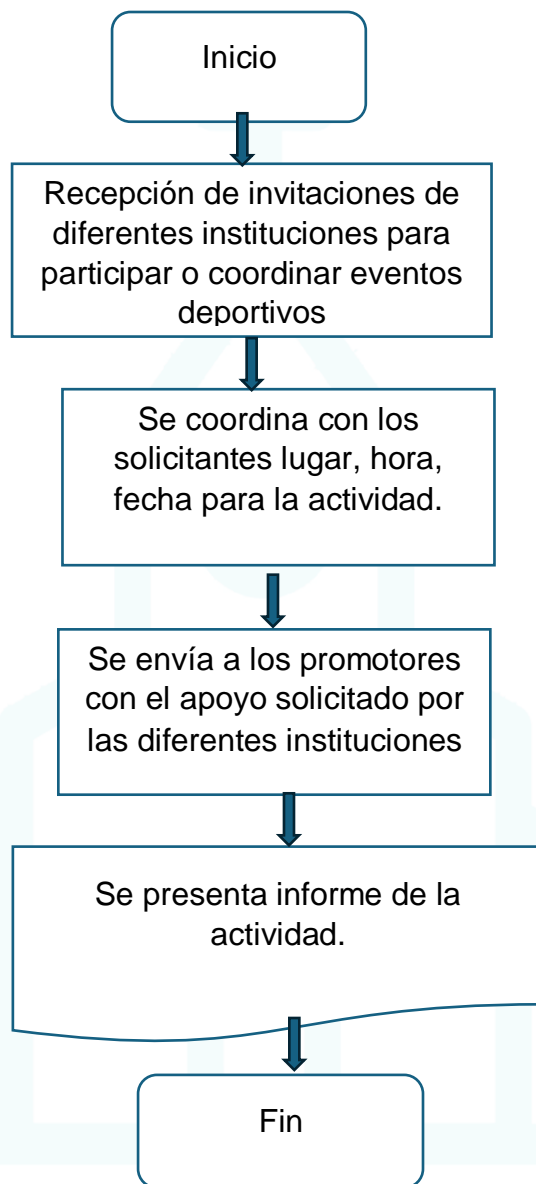 Inicio
Recepción de invitaciones de
diferentes instituciones para
participar o coordinar eventos
deportivos
Se coordina con los
solicitantes lugar, hora,
fecha para la actividad.
Se envía a los promotores
con el apoyo solicitado por
las diferentes instituciones
Se presenta informe de la
actividad.
Fin